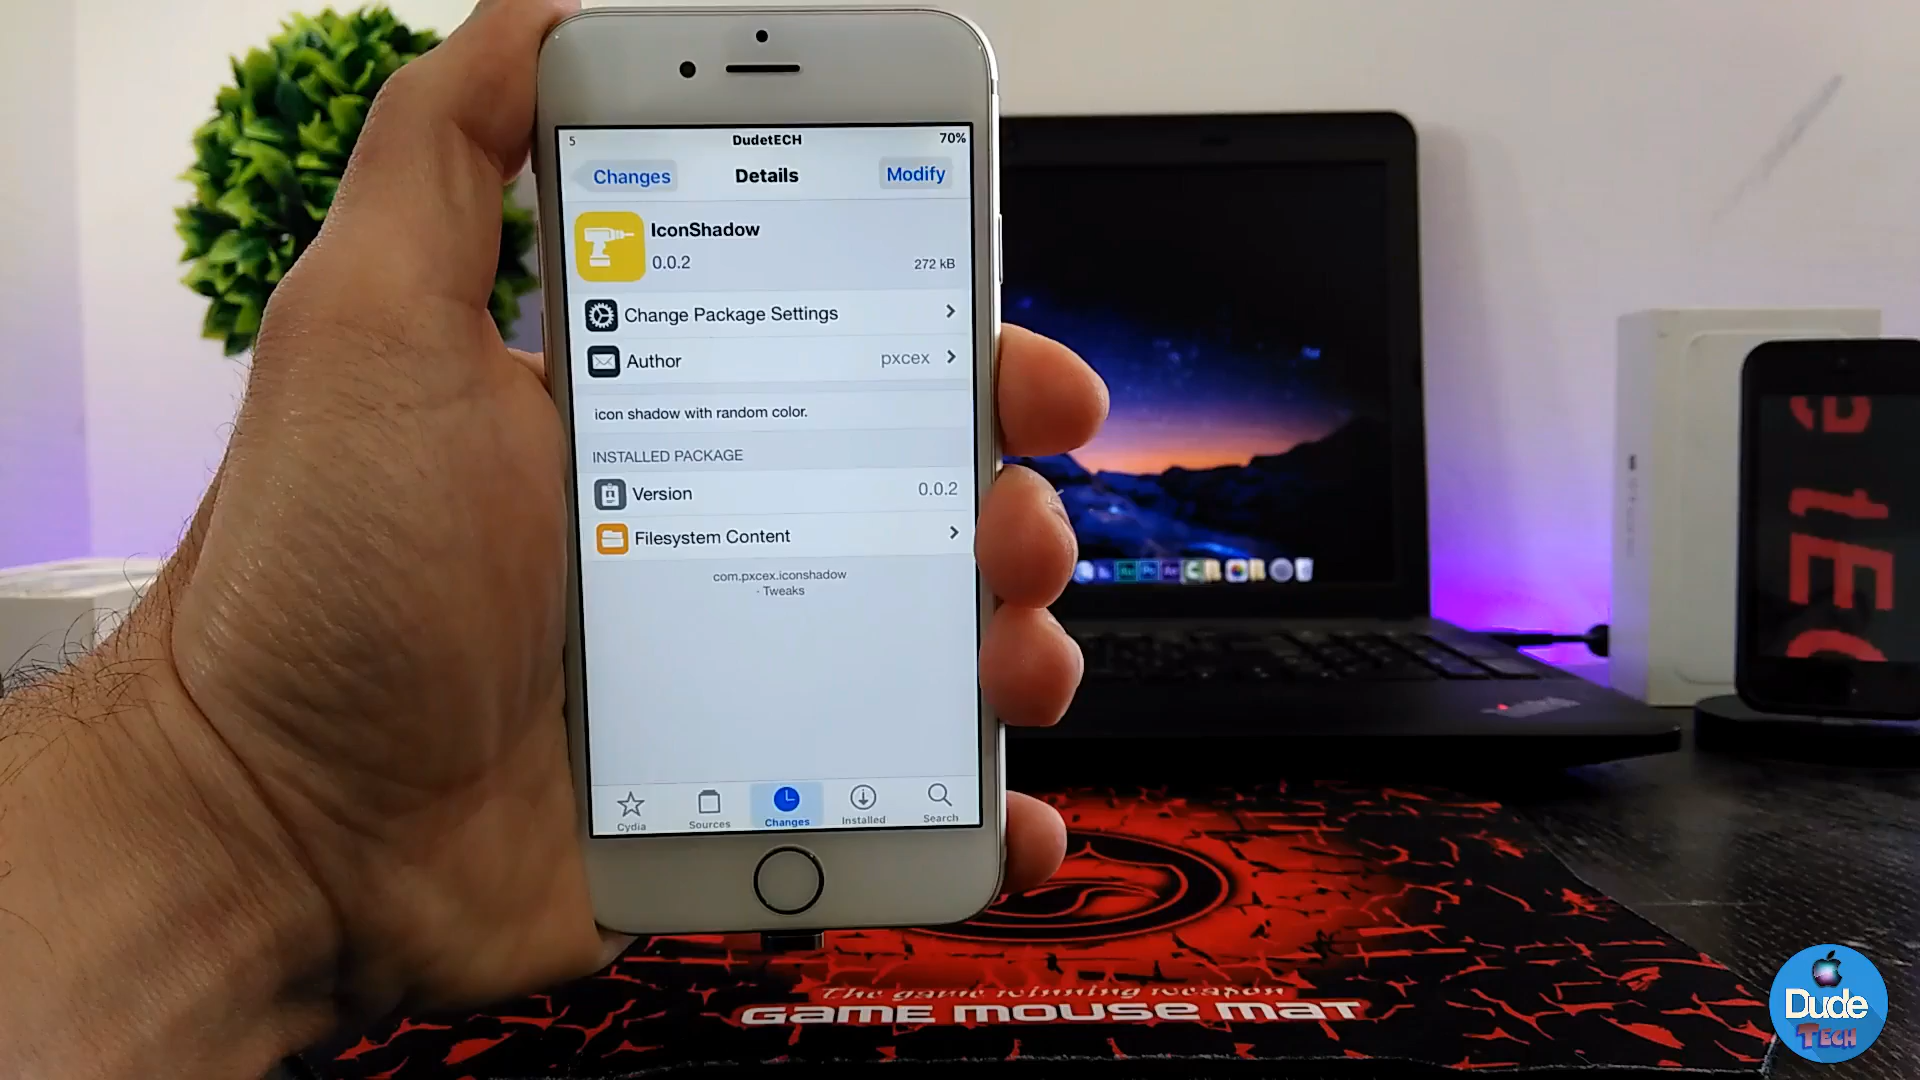 5
DudetECH
70%
Changes
Details
Modify
IconShadow
0.0.2
272 kB
Change Package Settings
Author
pxcex
icon shadow with random color.
INSTALLED PACKAGE
Version
0.0.2
Filesystem Content
com.pxcex.iconshadow
- Tweaks
Cydia
Sources
Changes
Installed
Search
The game winning weapon
GAME MOUSE MAT
e tEC
Dude
TECH